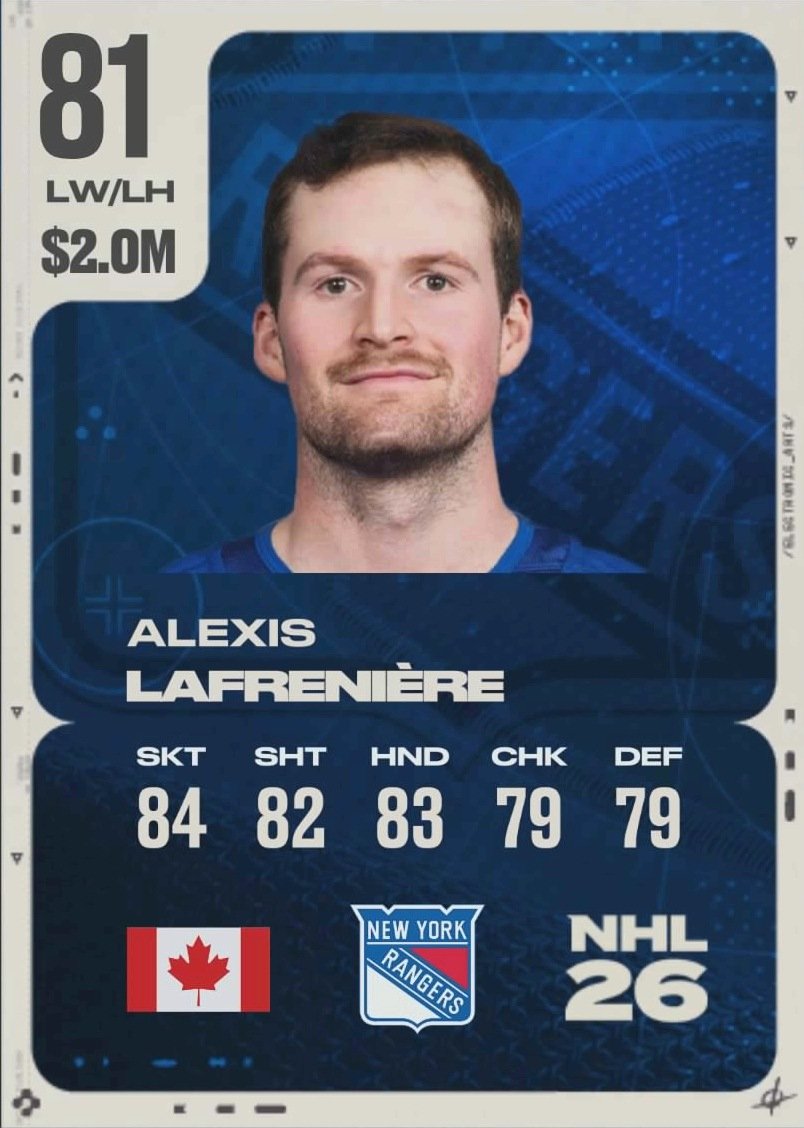 81
LW/LH
$2.0M
ALEXIS
LAFRENIÈRE
SKT SHT HND CHK DEF
84 82 83 79 79
NEW YORK
RANGERS
NHL
26